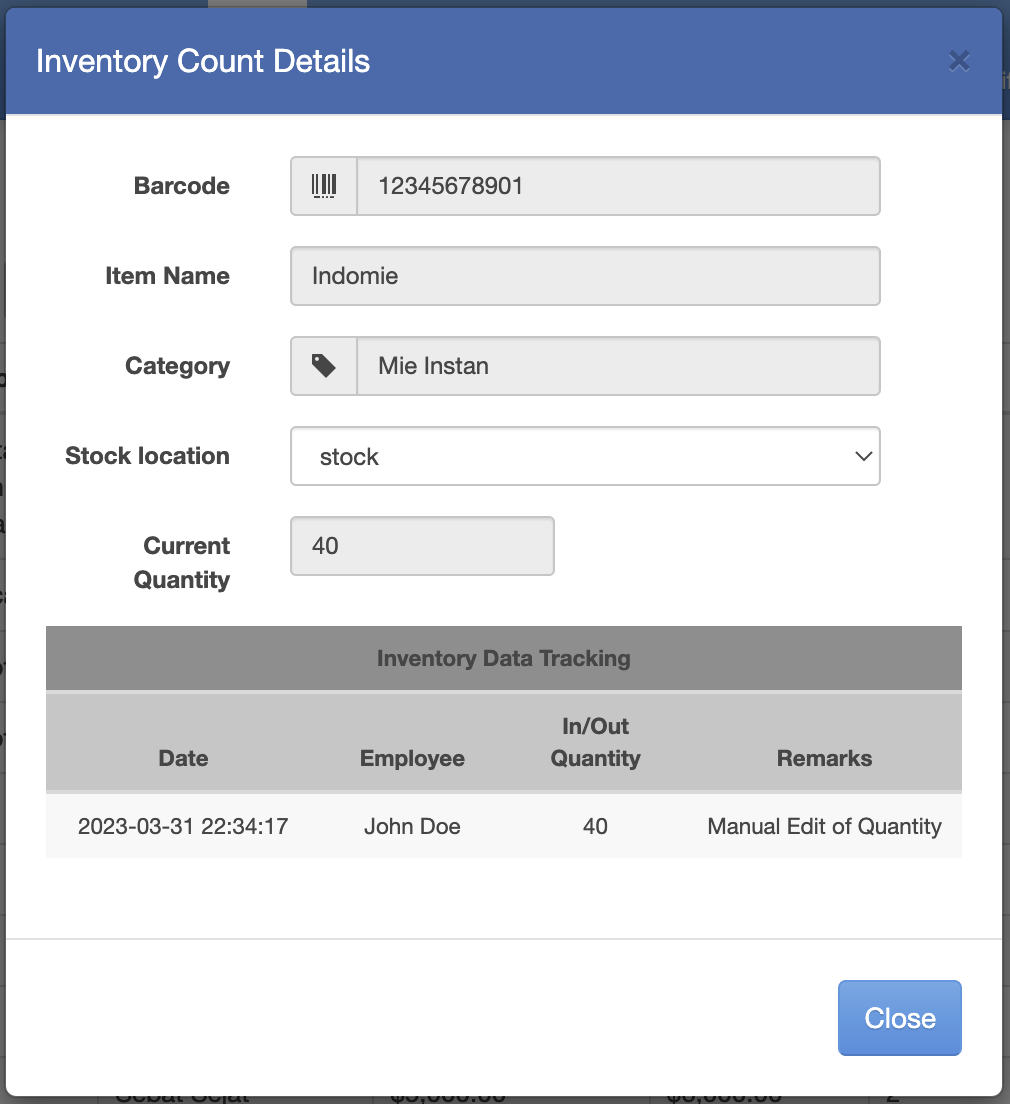 Inventory Count Details
Barcode
12345678901
Item Name
Indomie
Category
Mie Instan
Stock location
stock
Current
Quantity
40
Inventory Data Tracking
Date
Employee
In/Out
Quantity
Remarks
2023-03-31 22:34:17
John Doe
40
Manual Edit of Quantity
Close